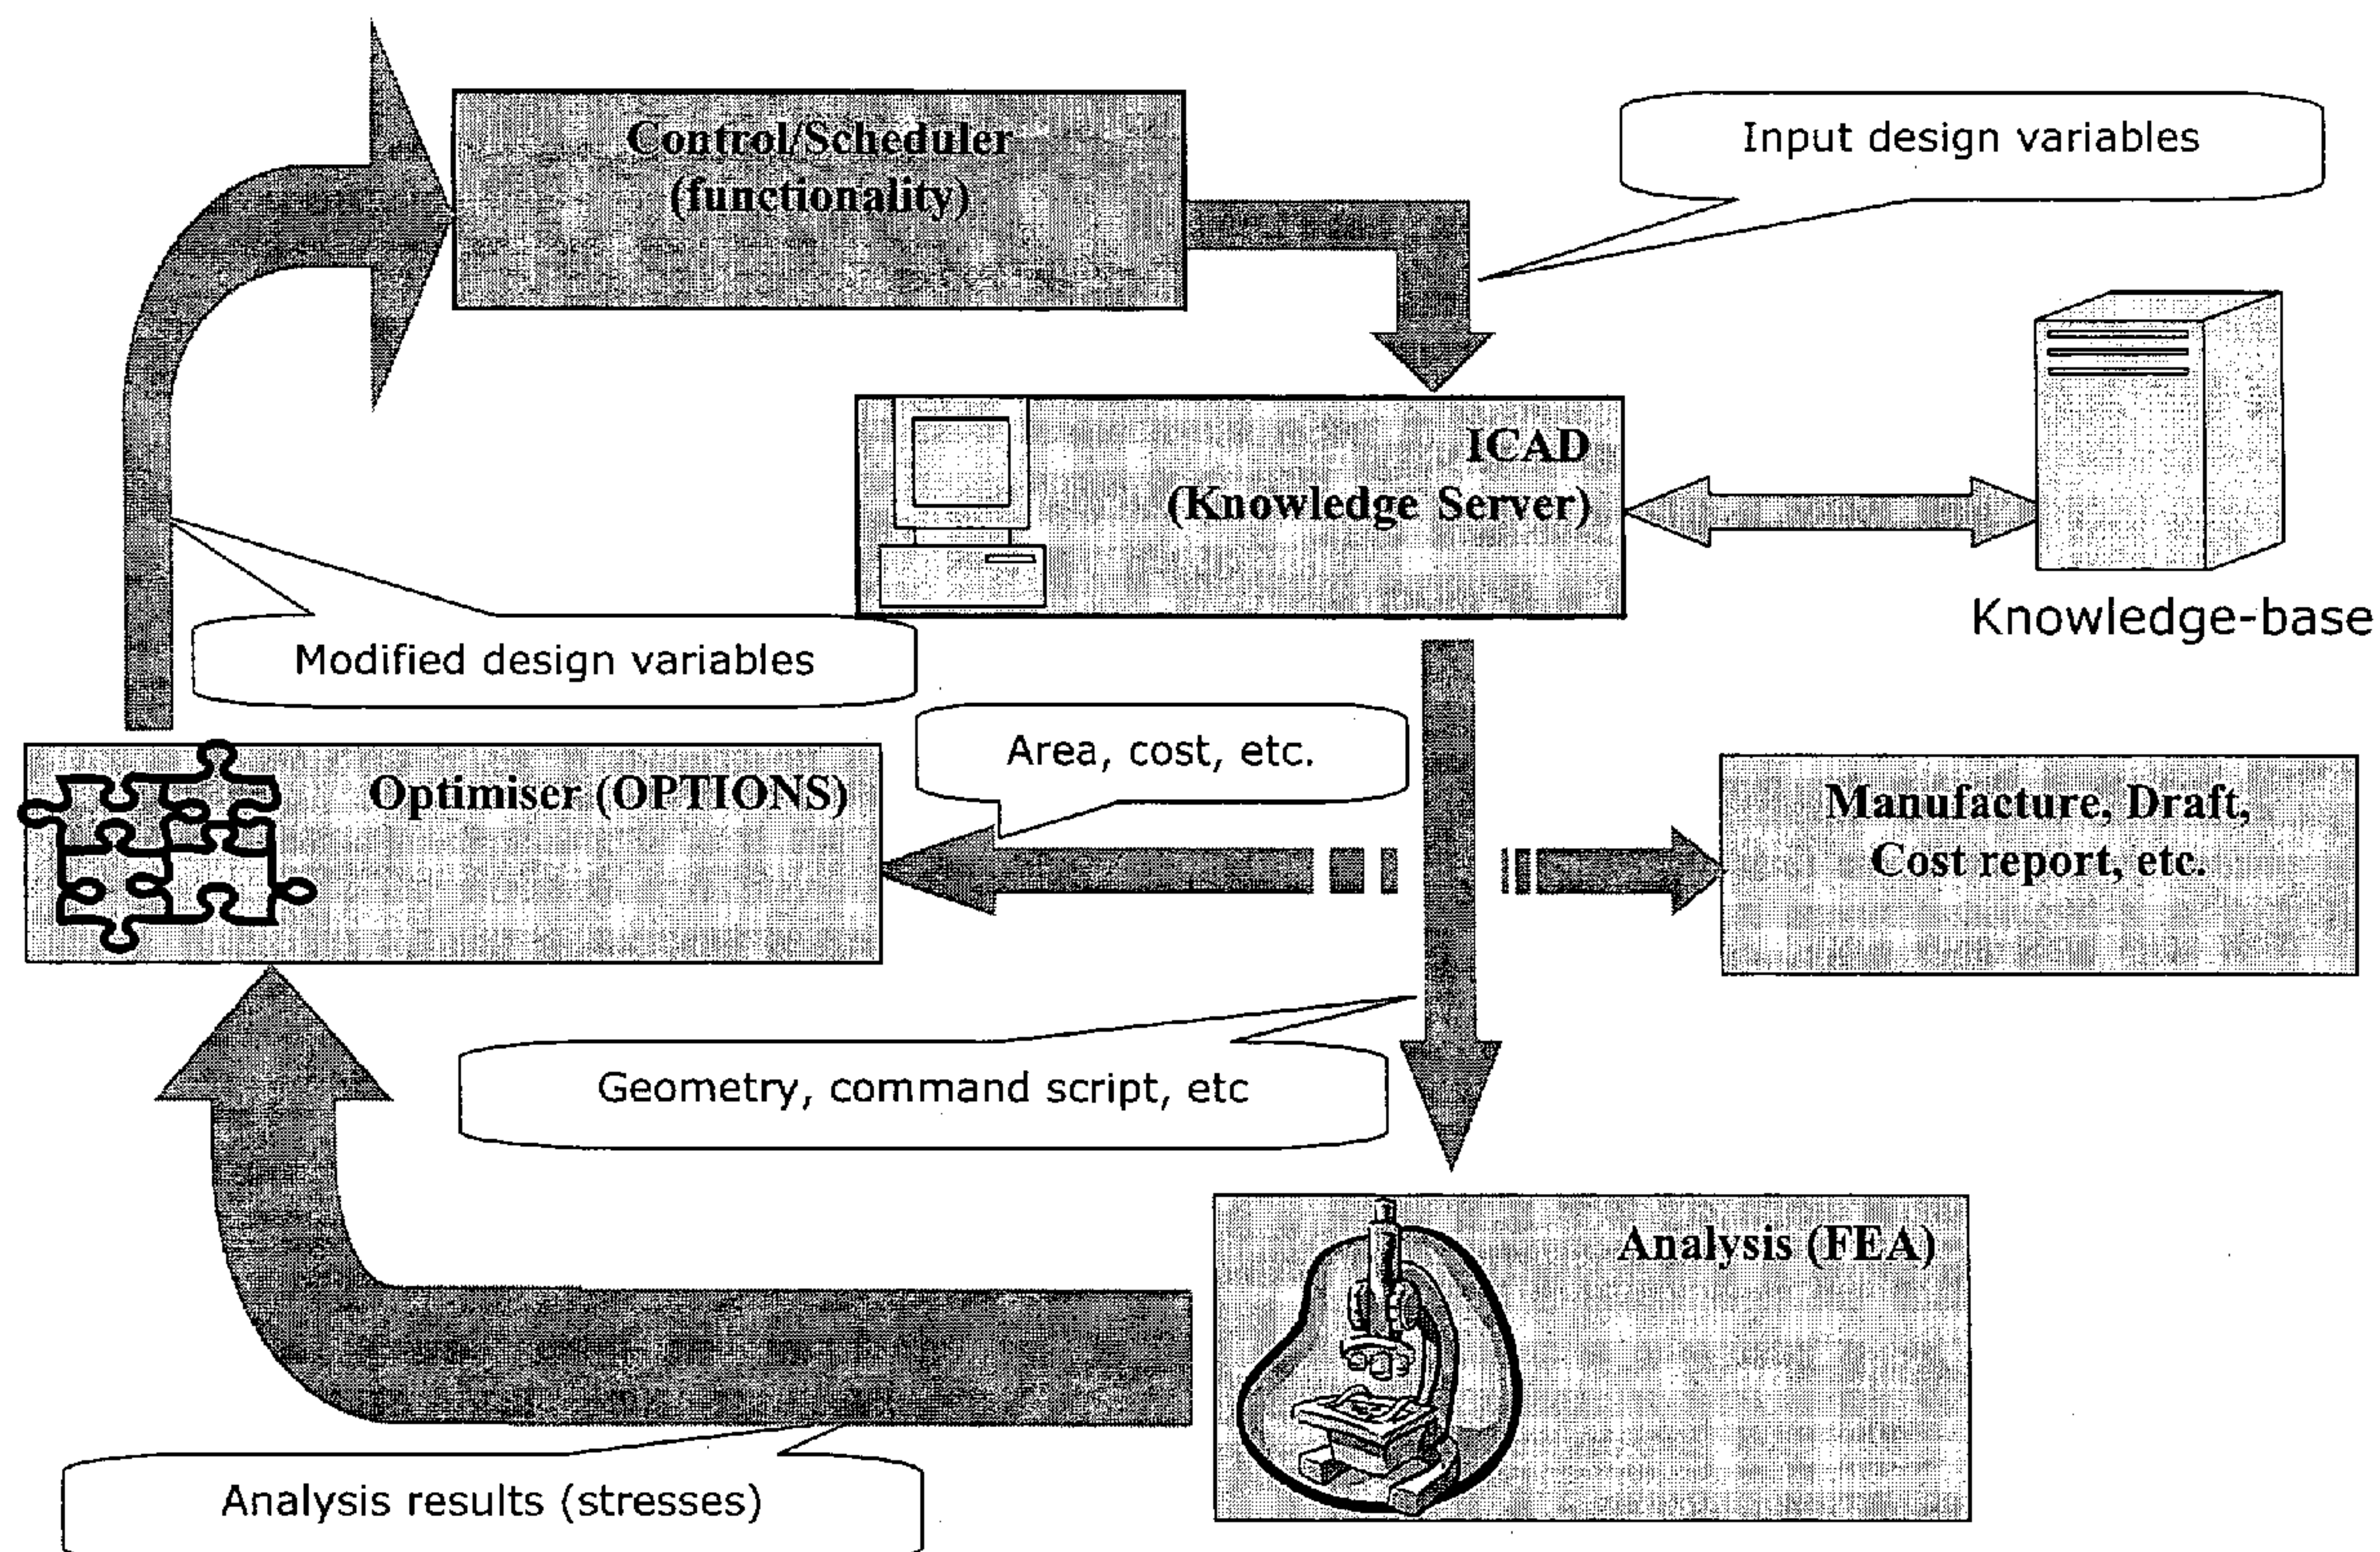 Control/Scheduler
(functionality)
Input design variables
ICAD
(Knowledge Server)
Knowledge-base
Modified design variables
Area, cost, etc.
Optimiser (OPTIONS)
Manufacture, Draft,
Cost report, etc.
Geometry, command script, etc
Analysis (FEA)
Analysis results (stresses)